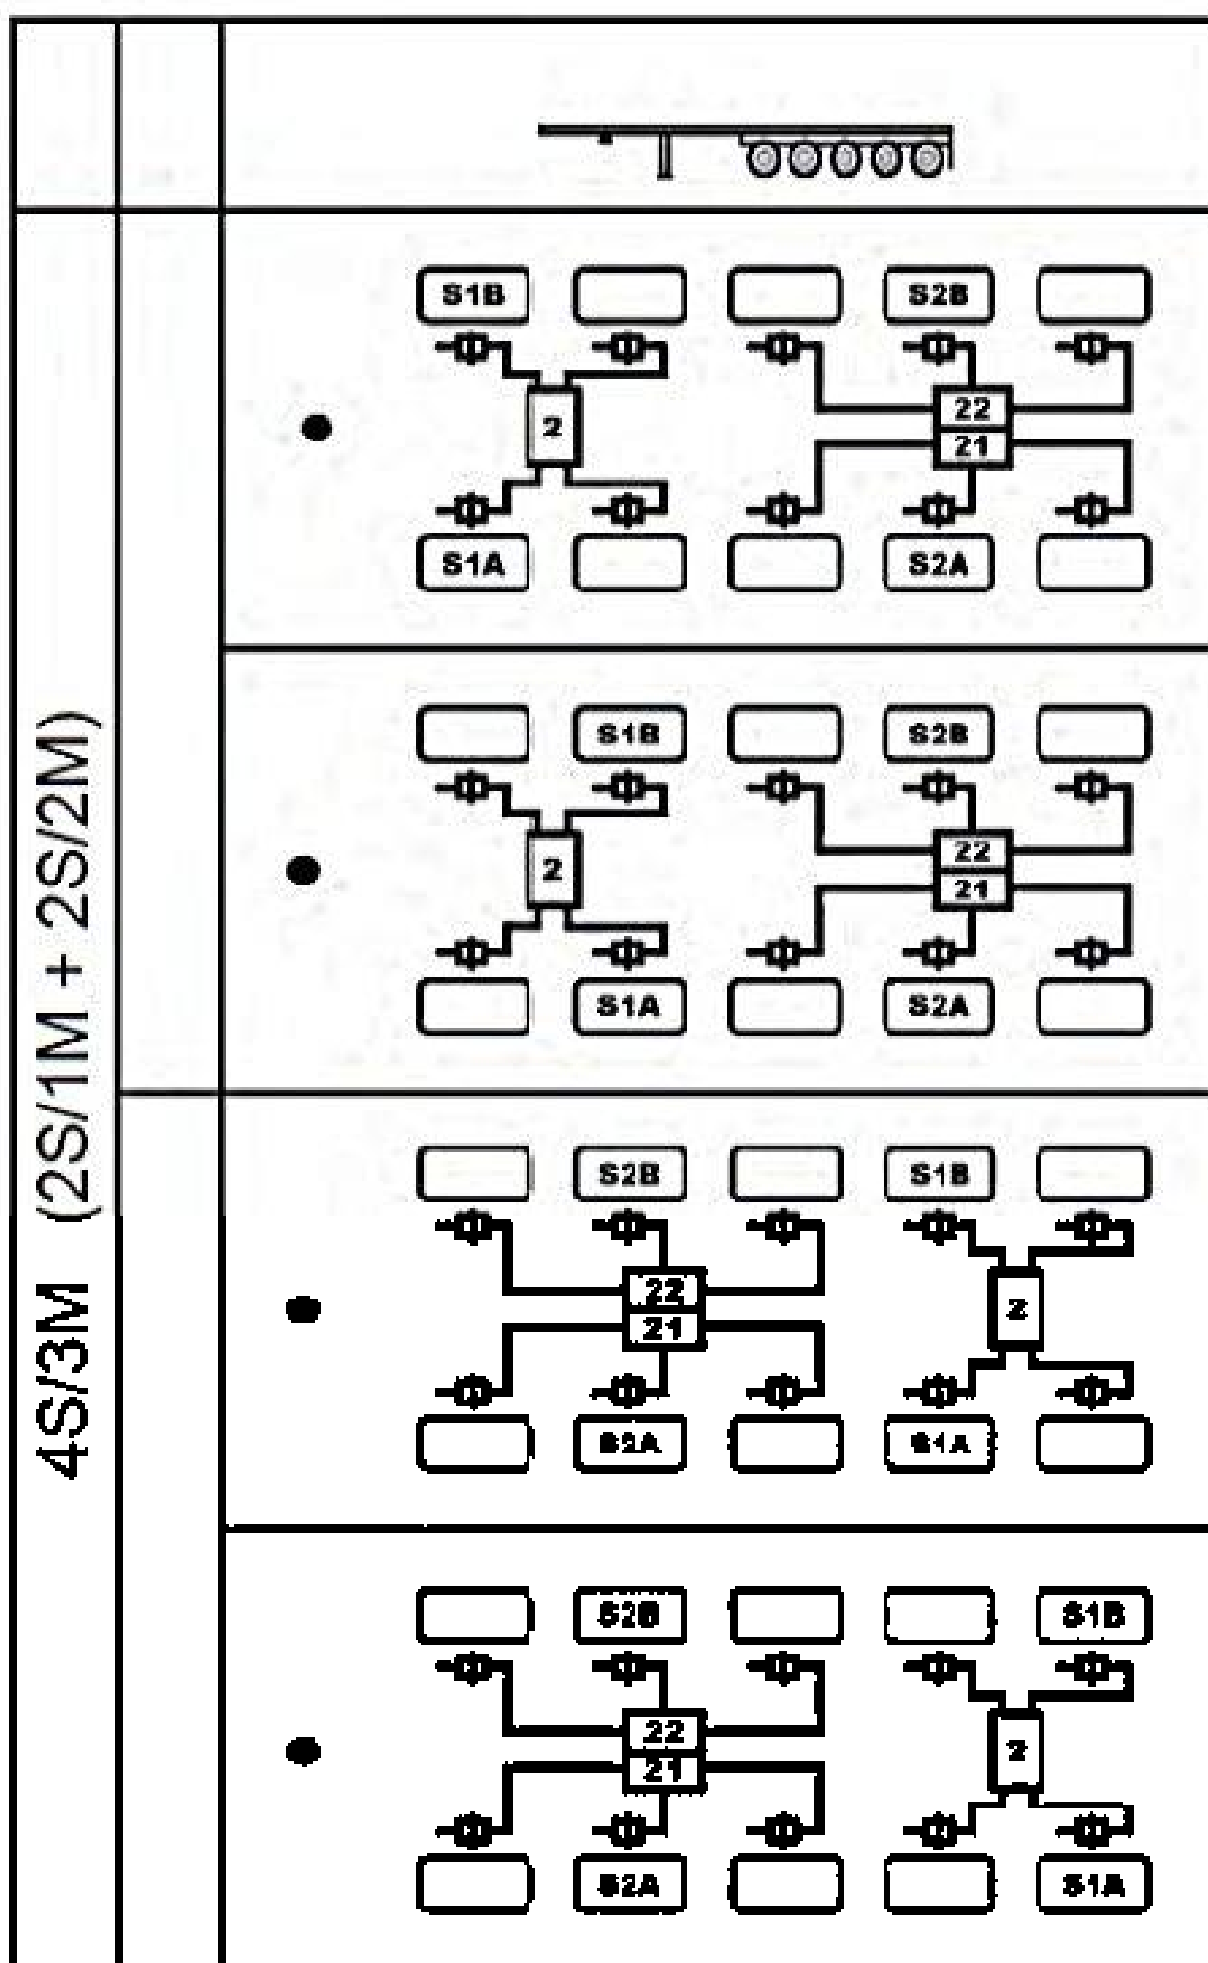 4S/3M (2S/1M + 2S/2M)
S1B S2B
2 22
21
S1A S2A
S1B S2B
2 22
21
S1A S2A
S2B S1B
22
21 2
S2A S1A
S2B S1B
22
21 2
S2A S1A